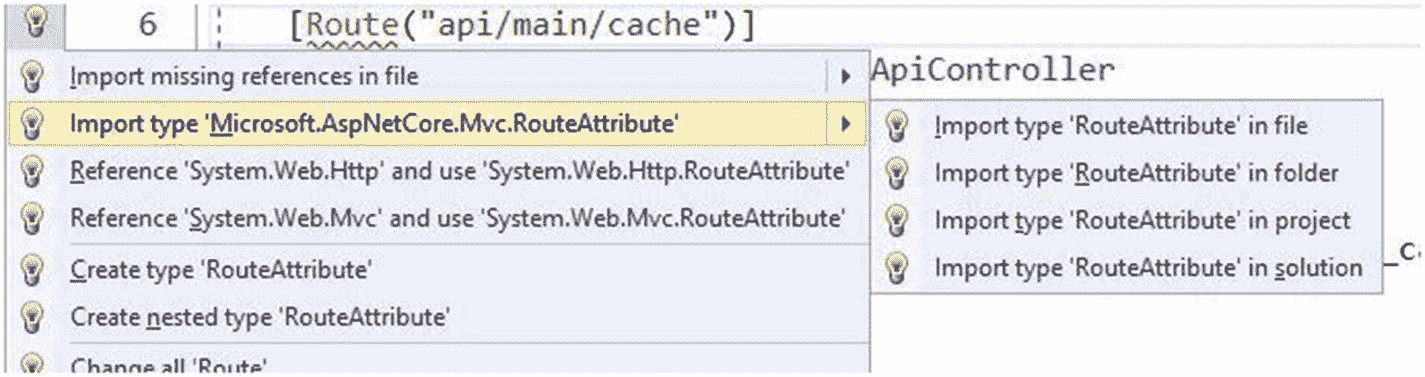 6 [Route("api/main/cache")]
ApiController
Import missing references in file
Import type 'Microsoft.AspNetCore.Mvc.RouteAttribute'
Reference 'System.Web.Http' and use 'System.Web.Http.RouteAttribute'
Reference 'System.Web.Mvc' and use 'System.Web.Mvc.RouteAttribute'
Create type 'RouteAttribute'
Create nested type 'RouteAttribute'
Change all 'Route'
Import type 'RouteAttribute' in file
Import type 'RouteAttribute' in folder
Import type 'RouteAttribute' in project
Import type 'RouteAttribute' in solution